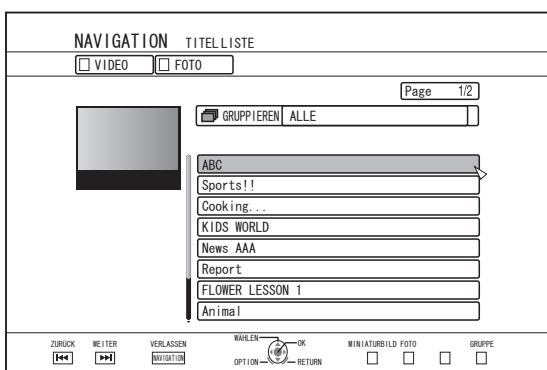 NAVIGATION TITELLISTE
VIDEO FOTO
Page 1/2
GRUPPIEREN ALLE
ABC
Sports!!
Cooking...
KIDS WORLD
News AAA
Report
FLOWER LESSON 1
Animal
ZURÜCK WEITER VERLASSEN WÄHLEN OK MINIATURBILD FOTO GRUPPE
NAVIGATION OPTION RETURN